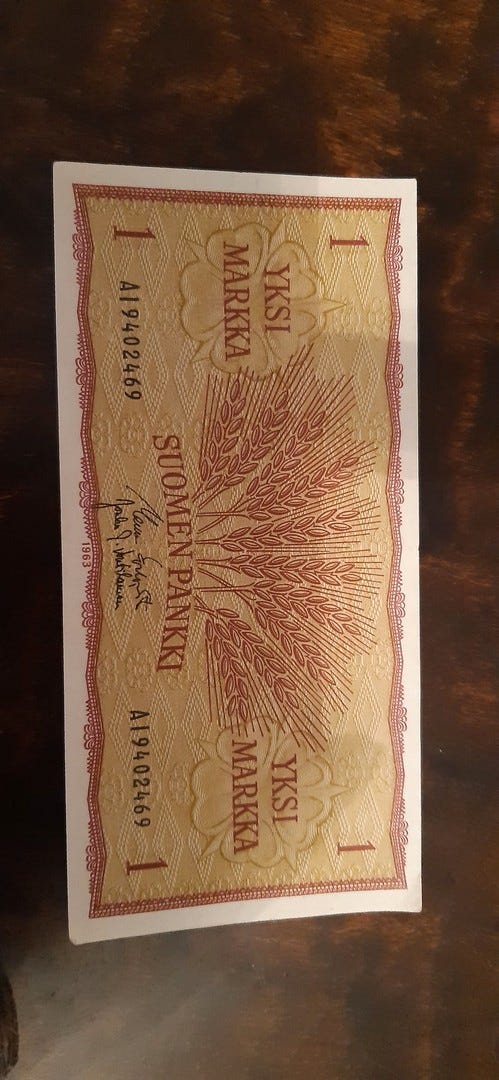 1
1
YKSI
MARKKA
YKSI
MARKKA
A19402469
SUOMEN PANKKI
A19402469
1
1963
1